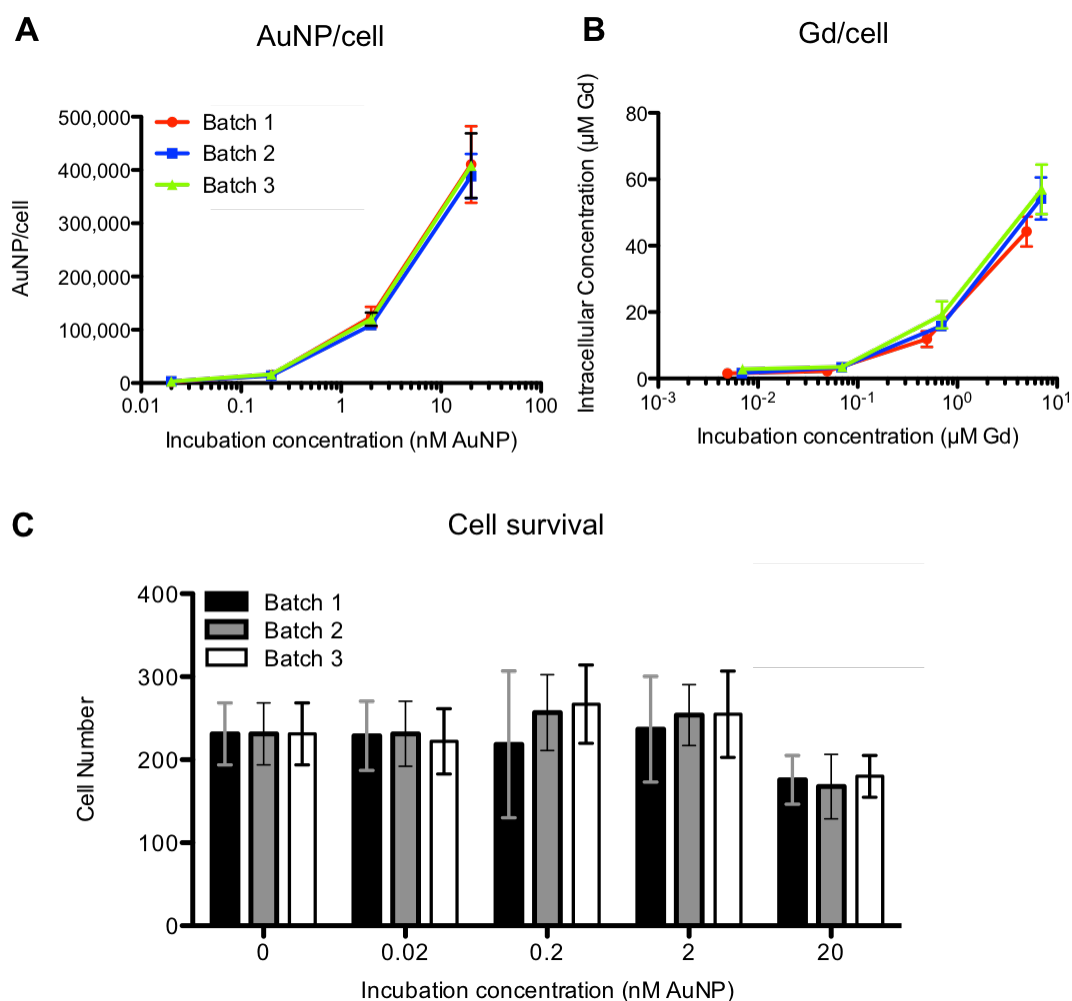 A
AuNP/cell
AuNP/cell
500,000
400,000
300,000
200,000
100,000
0
Batch 1
Batch 2
Batch 3
0.01
0.1
1
10
100
Incubation concentration (nM AuNP)
B
Gd/cell
Intracellular Concentration (µM Gd)
80
60
40
20
0
10-3
10-2
10-1
100
101
Incubation concentration (µM Gd)
C
Cell survival
Cell Number
400
300
200
100
0
Batch 1
Batch 2
Batch 3
0
0.02
0.2
2
20
Incubation concentration (nM AuNP)